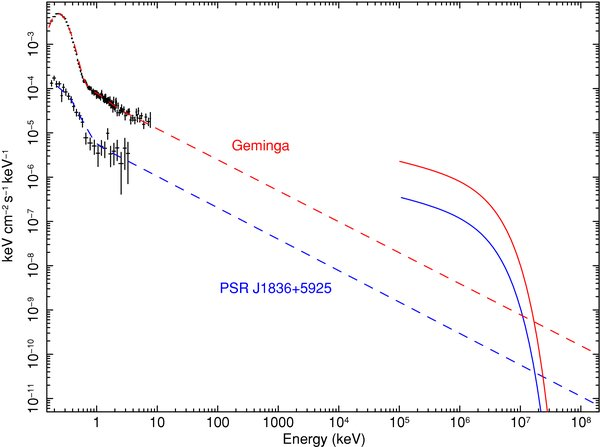 keV cm⁻² s⁻¹ keV⁻¹
10⁻³
10⁻⁴
10⁻⁵
10⁻⁶
10⁻⁷
10⁻⁸
10⁻⁹
10⁻¹⁰
10⁻¹¹
Geminga
PSR J1836+5925
1 10 100 1000 10⁴ 10⁵ 10⁶ 10⁷ 10⁸
Energy (keV)